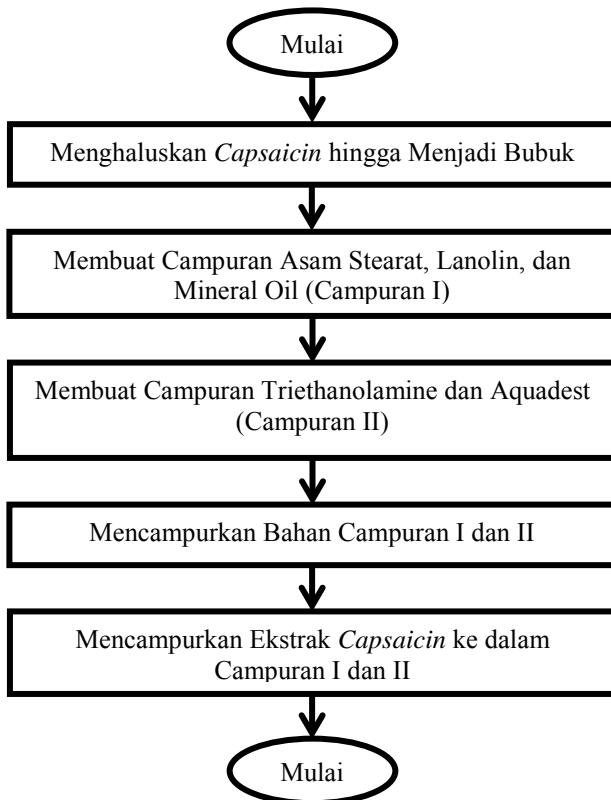 Mulai
Menghaluskan Capsaicin hingga Menjadi Bubuk
Membuat Campuran Asam Stearat, Lanolin, dan
Mineral Oil (Campuran I)
Membuat Campuran Triethanolamine dan Aquadest
(Campuran II)
Mencampurkan Bahan Campuran I dan II
Mencampurkan Ekstrak Capsaicin ke dalam
Campuran I dan II
Mulai